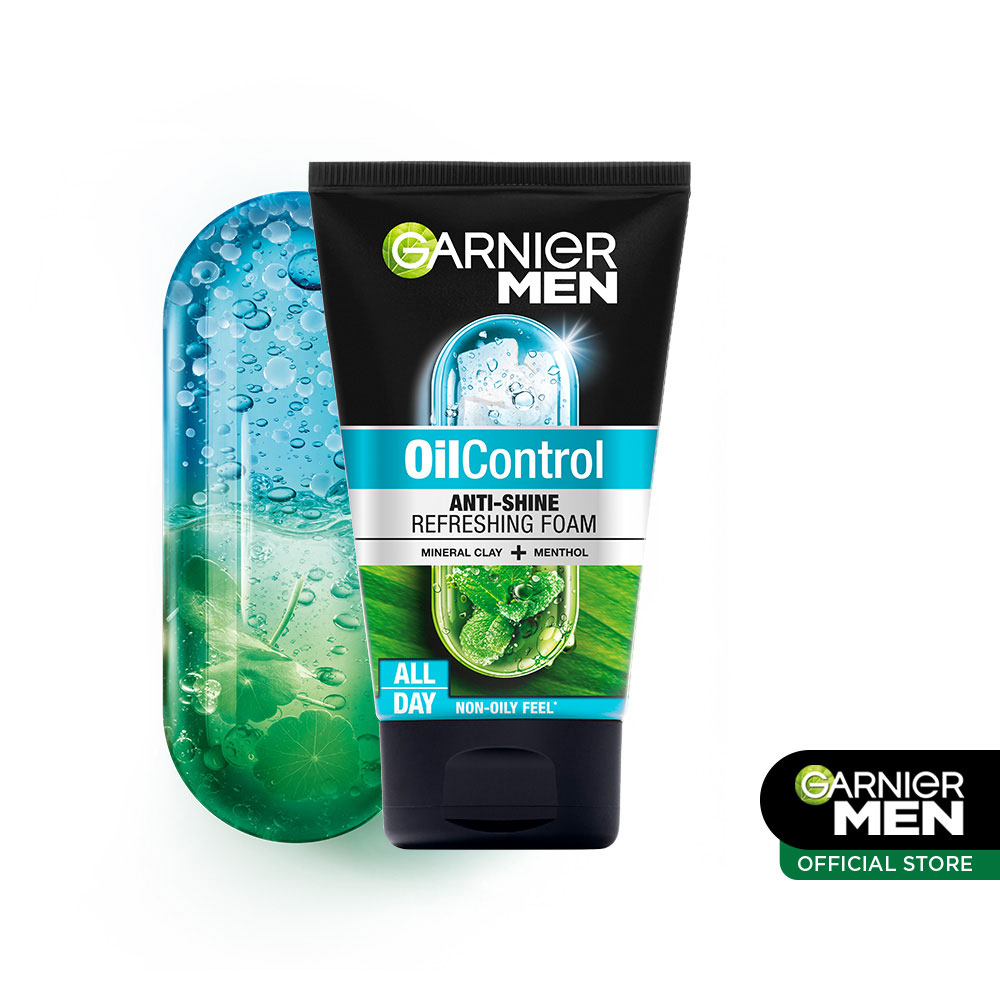 GARNIER
MEN
OilControl
ANTI-SHINE
REFRESHING FOAM
MINERAL CLAY + MENTHOL
ALL
DAY
NON-OILY FEEL*
GARNIER
MEN
OFFICIAL STORE